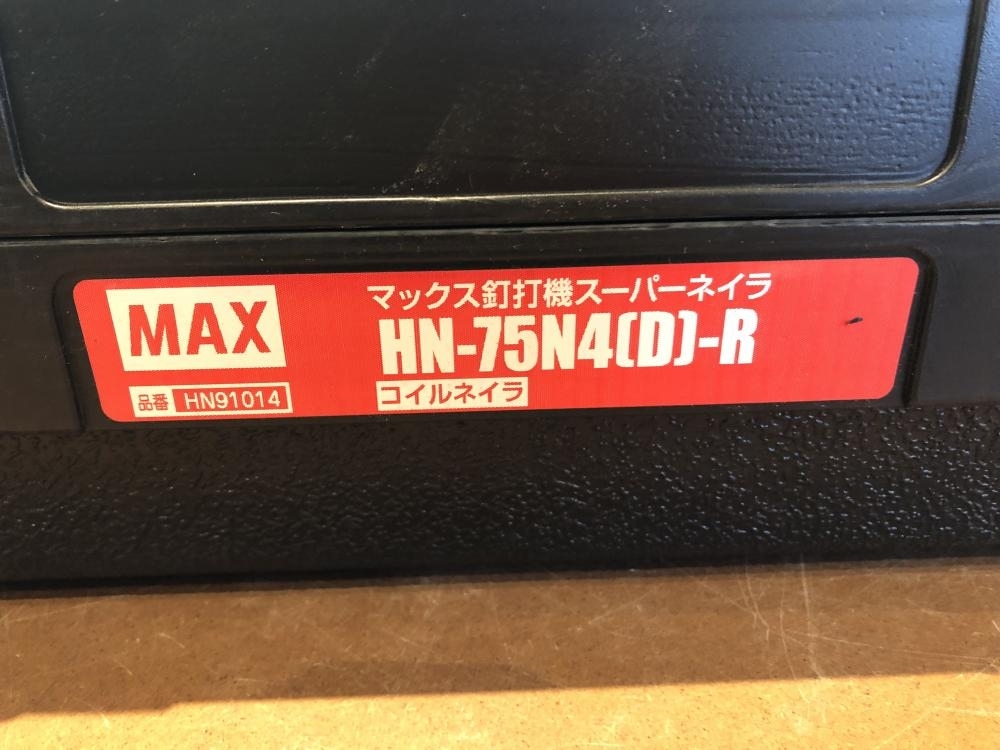 MAX
品番 HN91014
マックス釘打機スーパーネイラ
HN-75N4(D)-R
コイルネイラ